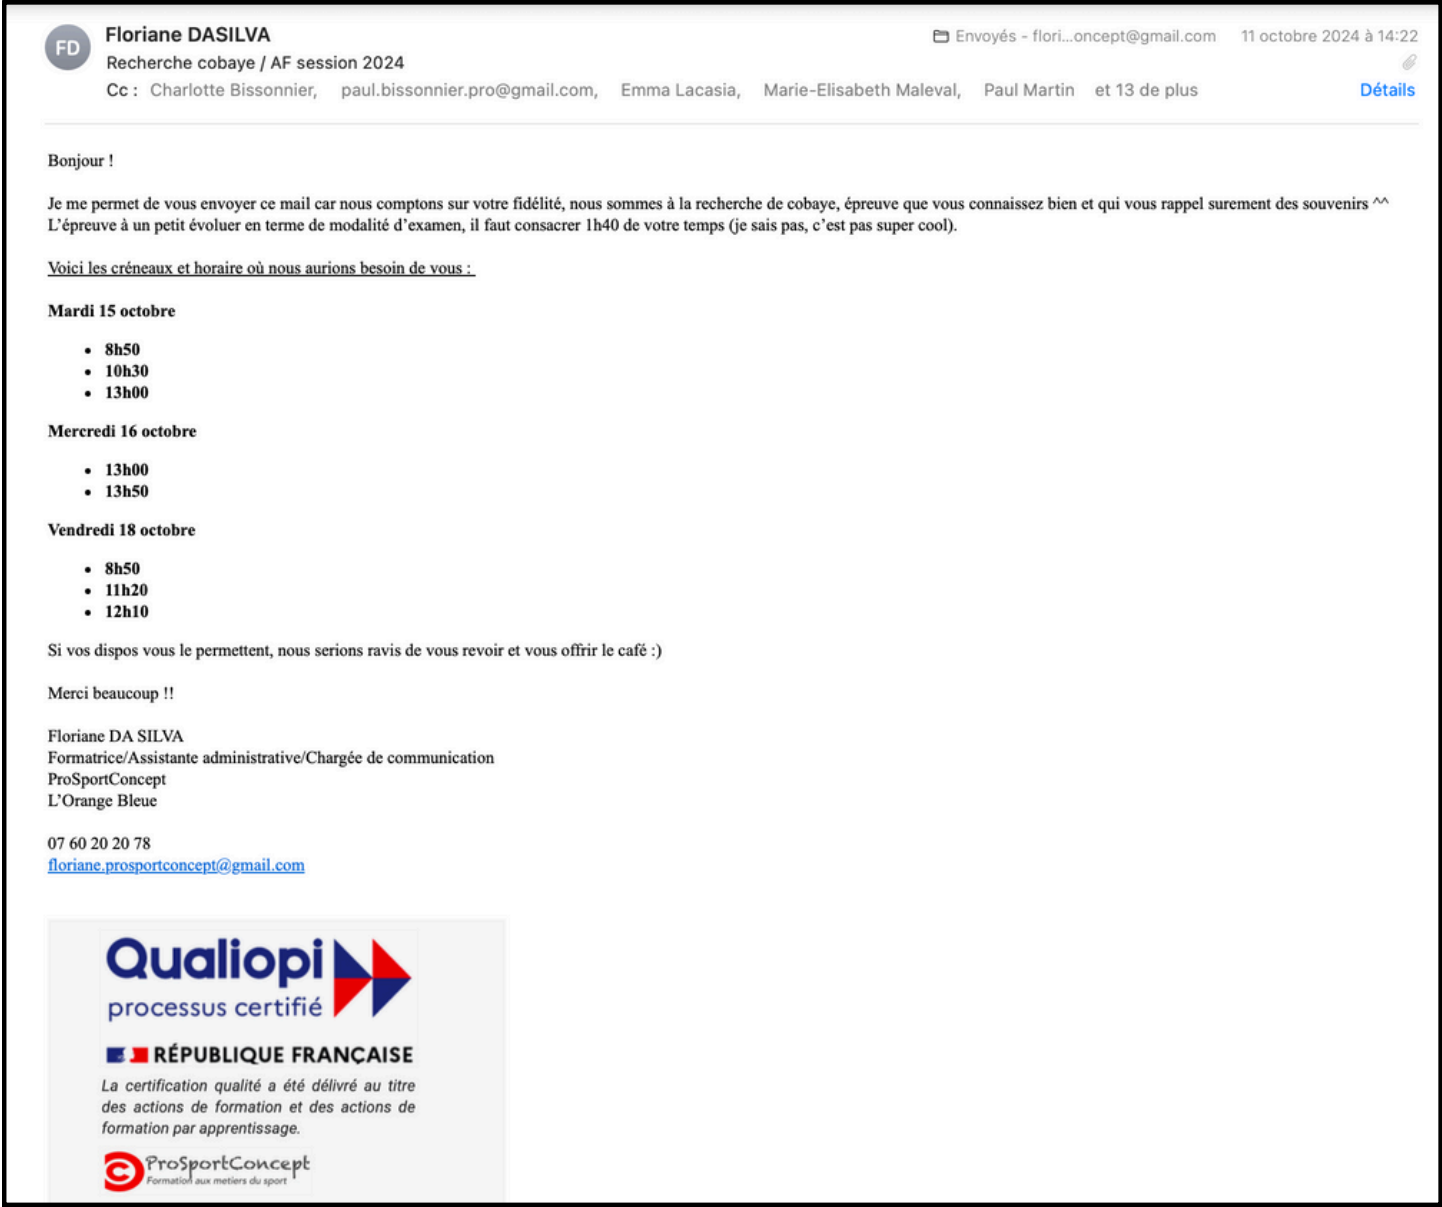 FD
Floriane DASILVA
Envoyés - flori...oncept@gmail.com 11 octobre 2024 à 14:22
Recherche cobaye / AF session 2024
Cc : Charlotte Bissonnier, paul.bissonnier.pro@gmail.com, Emma Lacasia, Marie-Elisabeth Maleval, Paul Martin et 13 de plus Détails
Bonjour !
Je me permet de vous envoyer ce mail car nous comptons sur votre fidélité, nous sommes à la recherche de cobaye, épreuve que vous connaissez bien et qui vous rappel surement des souvenirs ^^
L'épreuve à un petit évoluer en terme de modalité d'examen, il faut consacrer 1h40 de votre temps (je sais pas, c'est pas super cool).
Voici les créneaux et horaire où nous aurions besoin de vous :
Mardi 15 octobre
• 8h50
• 10h30
• 13h00
Mercredi 16 octobre
• 13h00
• 13h50
Vendredi 18 octobre
• 8h50
• 11h20
• 12h10
Si vos dispos vous le permettent, nous serions ravis de vous revoir et vous offrir le café :)
Merci beaucoup !!
Floriane DA SILVA
Formatrice/Assistante administrative/Chargée de communication
ProSportConcept
L'Orange Bleue
07 60 20 20 78
floriane.prosportconcept@gmail.com
Qualiopi
processus certifié
RÉPUBLIQUE FRANÇAISE
La certification qualité a été délivré au titre
des actions de formation et des actions de
formation par apprentissage.
ProSportConcept
Formation aux metiers du sport